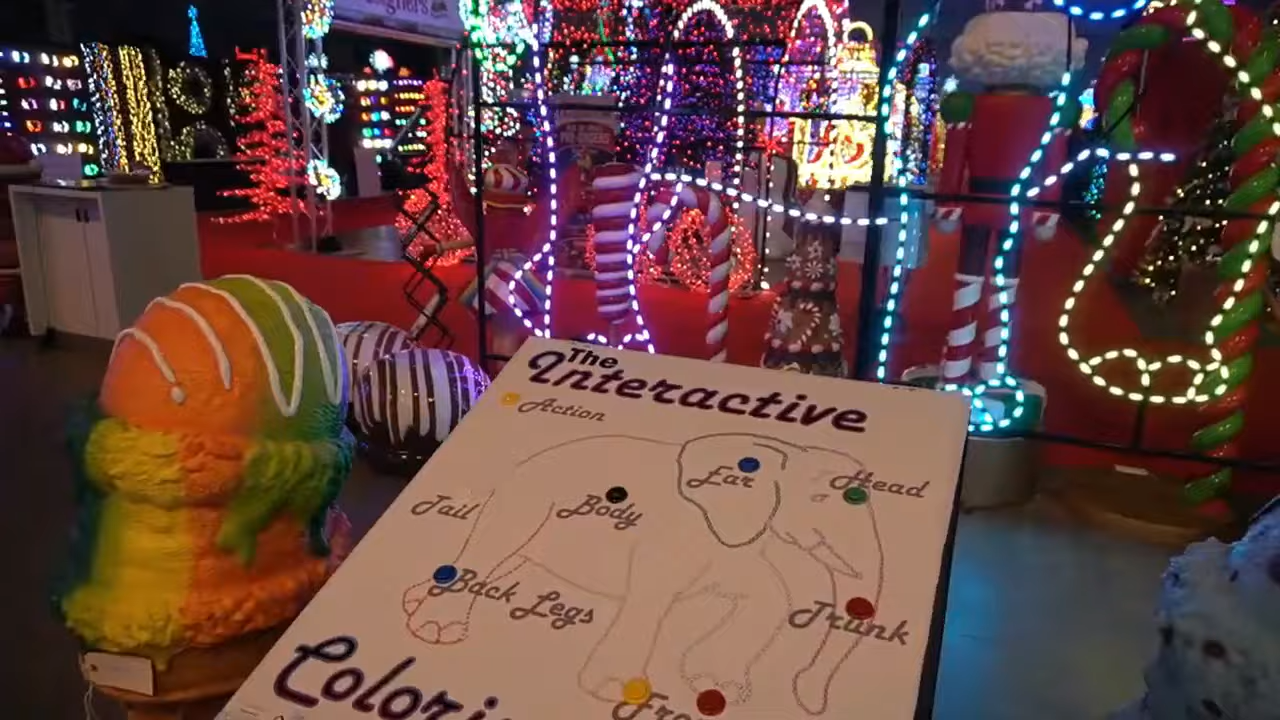 The
Interactive
Action
Ear
Head
Tail
Body
Back Legs
Trunk